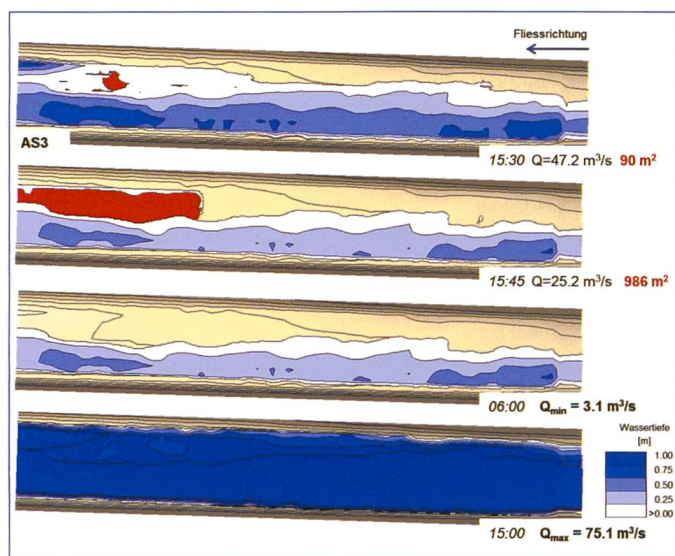 Fliessrichtung
AS3
15:30 Q=47.2 m³/s 90 m²
15:45 Q=25.2 m³/s 986 m²
06:00 Qmin = 3.1 m³/s
Wassertiefe
[m]
1.00
0.75
0.50
0.25
>0.00
15:00 Qmax = 75.1 m³/s